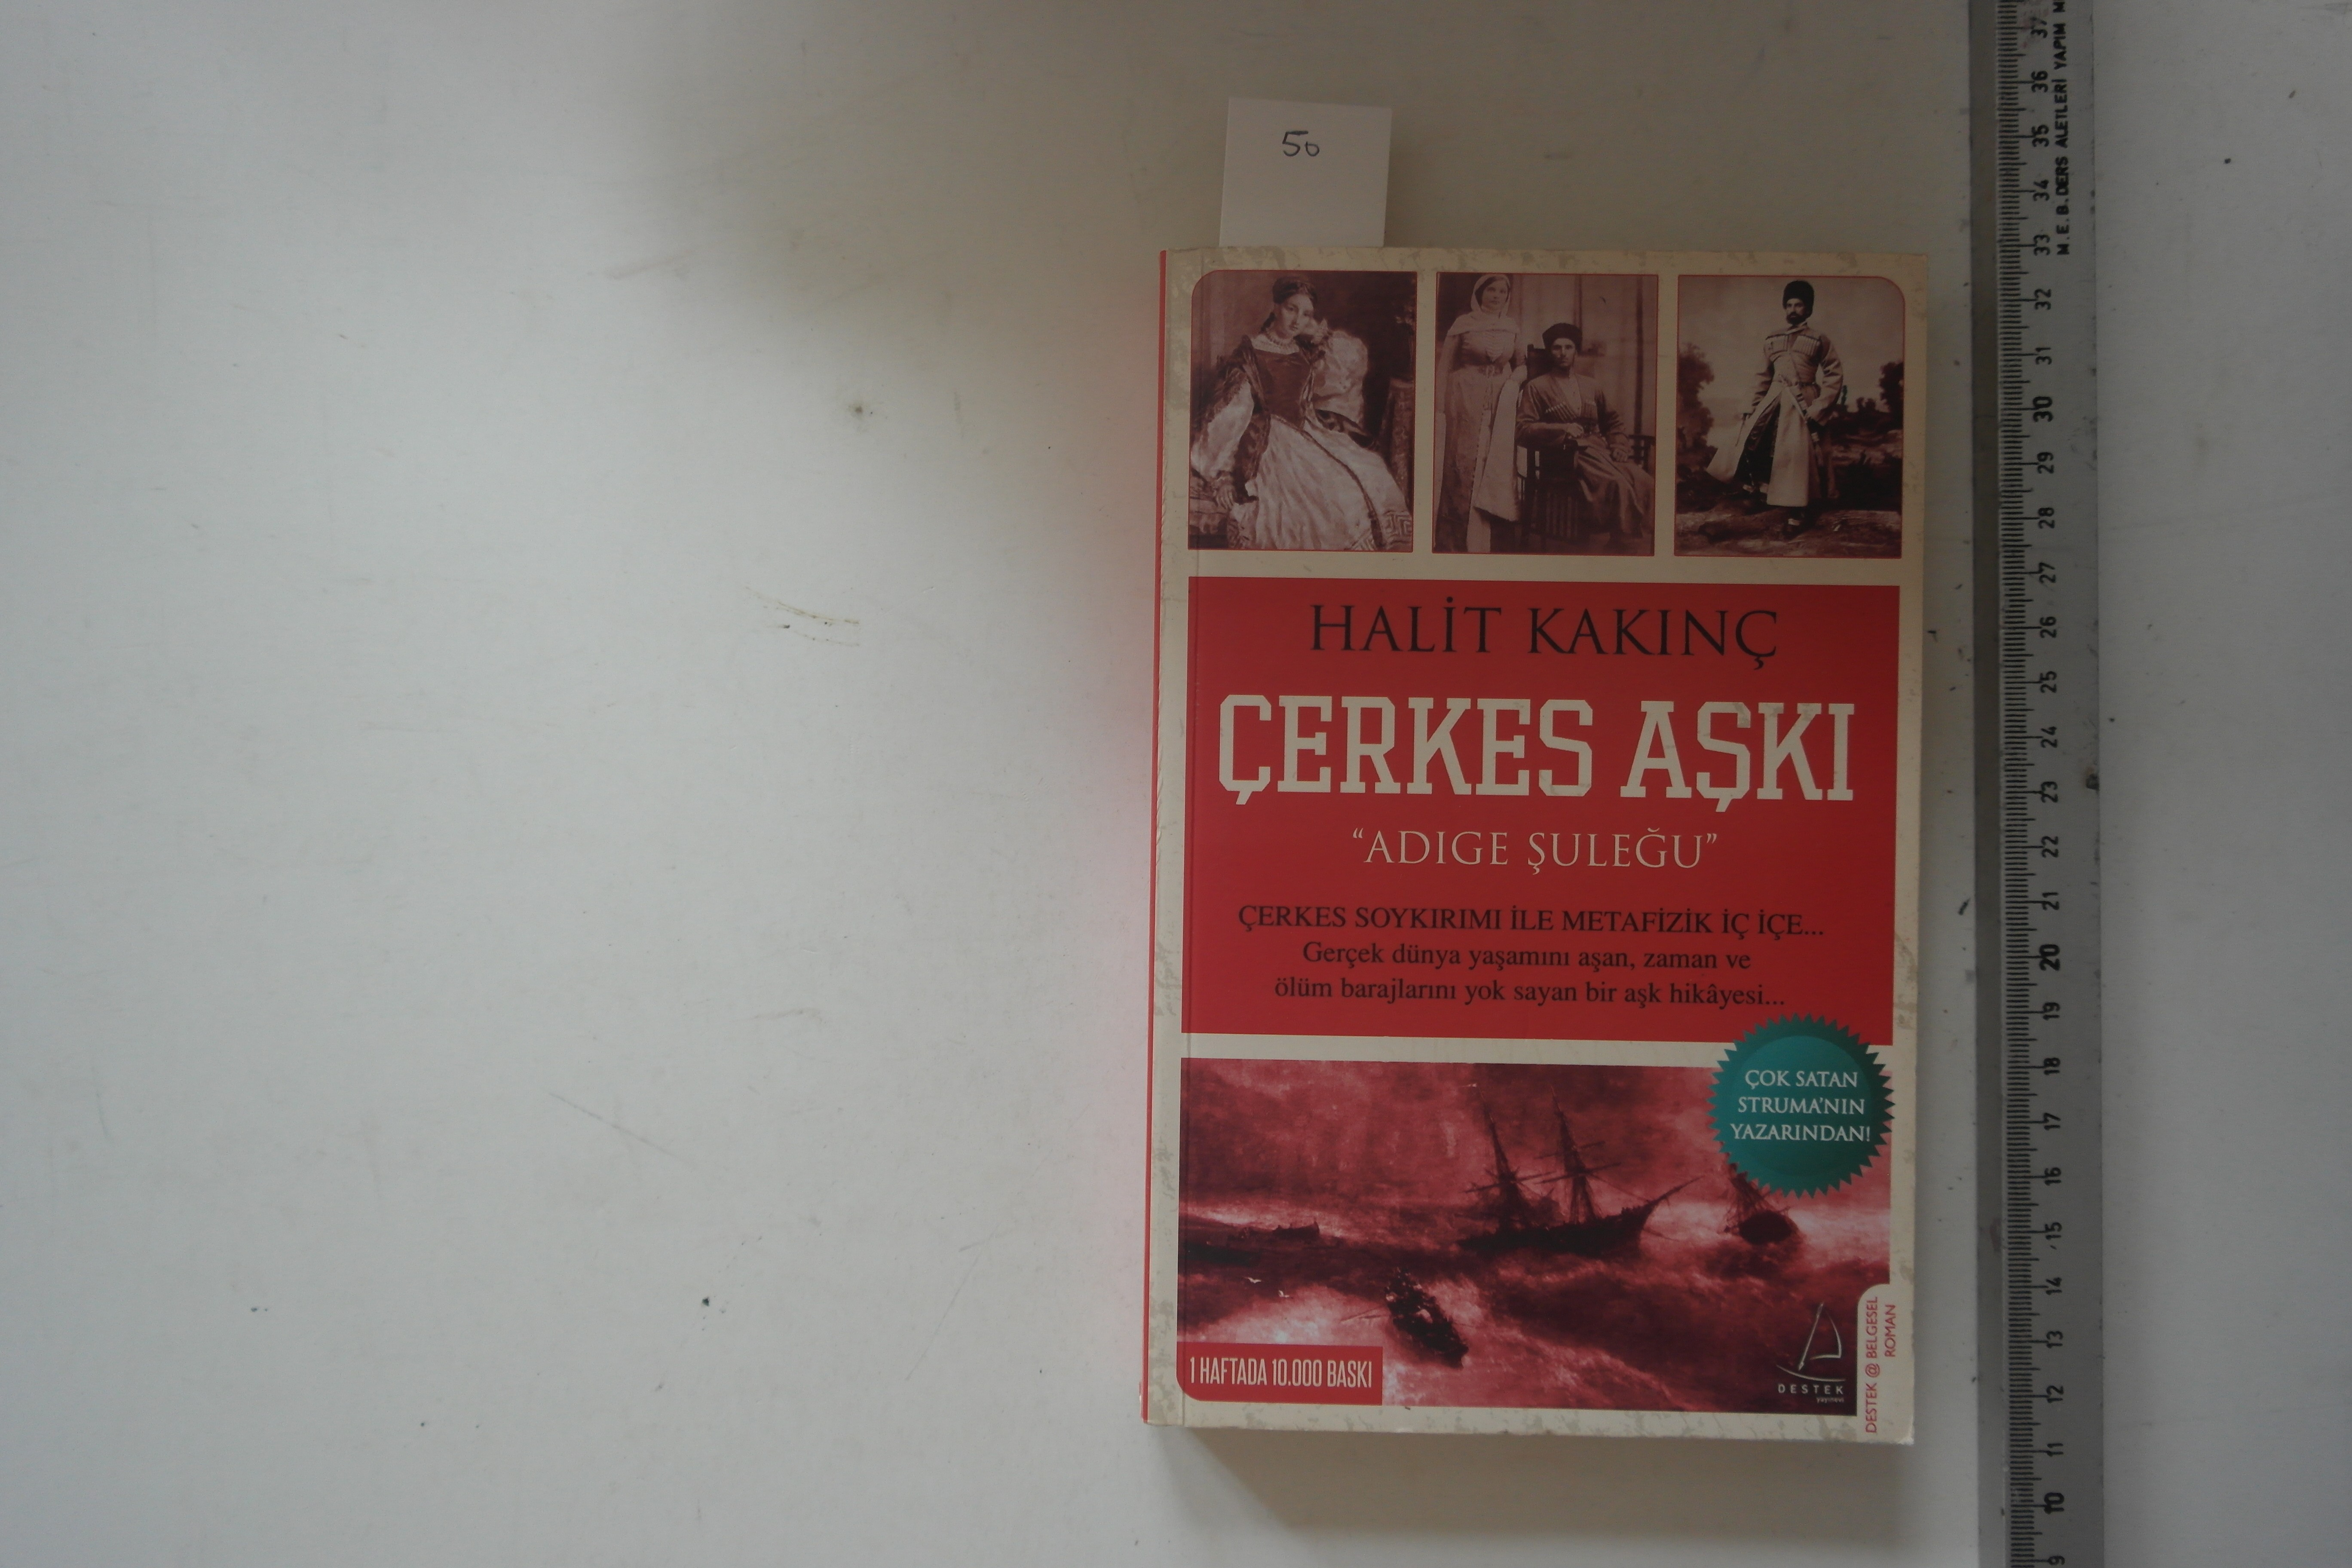 50
HALİT KAKINÇ
ÇERKES AŞKI
“ADIGE ŞULEĞU”
ÇERKES SOYKIRIMI İLE METAFİZİK İÇ İÇE...
Gerçek dünya yaşamını aşan, zaman ve
ölüm barajlarını yok sayan bir aşk hikâyesi...
ÇOK SATAN
STRUMA’NIN
YAZARINDAN!
1 HAFTADA 10.000 BASKI
DESTEK
yayınevi
DESTEK @ BELGESEL
ROMAN
M.E.B. DERS ALETLERİ YAPIM M
37
36
35
34
33
32
31
30
29
28
27
26
25
24
23
22
21
20
19
18
17
16
15
14
13
12
11
10
9